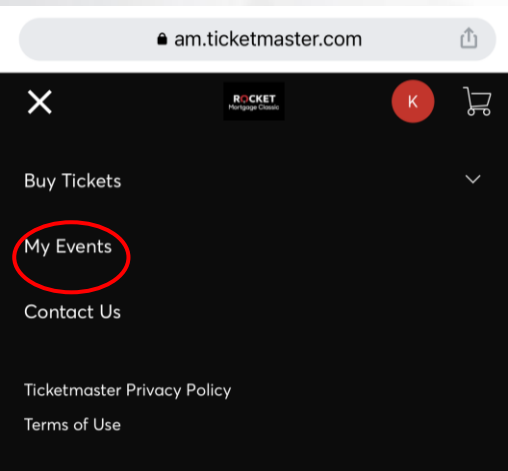 am.ticketmaster.com
ROCKET
Mortgage Classic
K
Buy Tickets
My Events
Contact Us
Ticketmaster Privacy Policy
Terms of Use